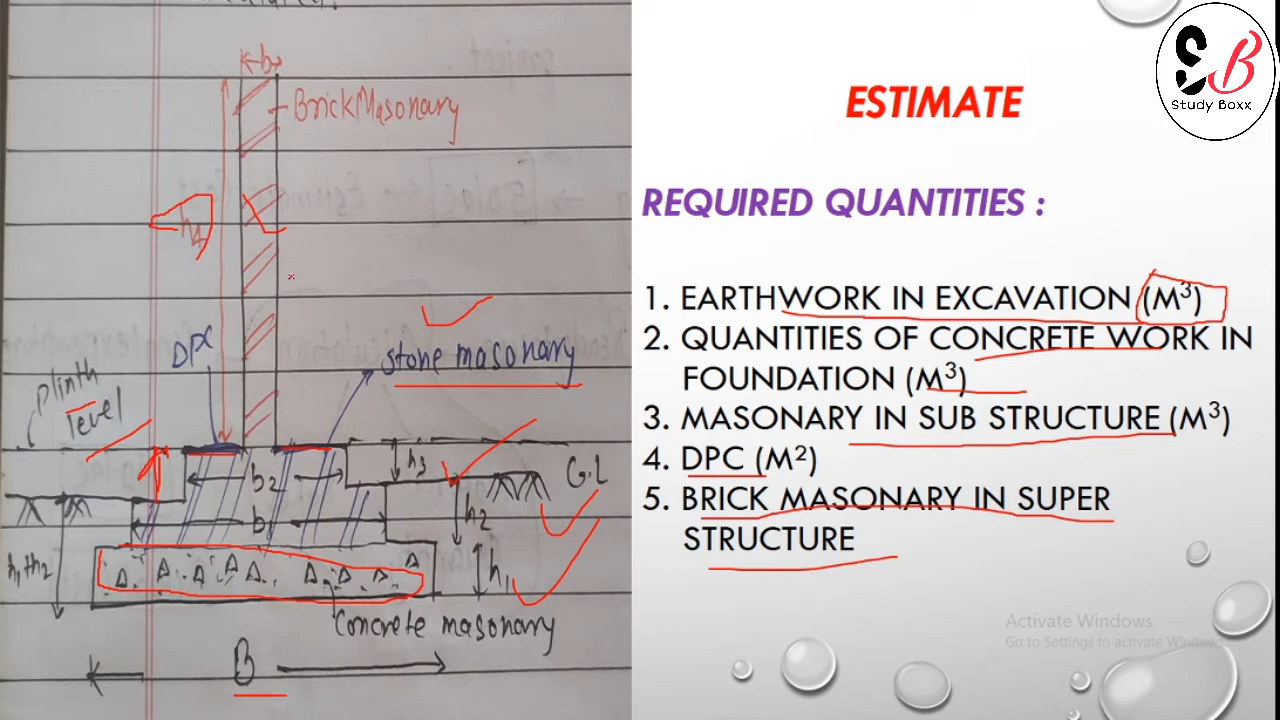 b
Brick Masonary
h4
DPC
stone masonary
plinth
level
b2
h3
G.L
b
h2
h1+h2
h1
Concrete masonary
B
ESTIMATE
REQUIRED QUANTITIES :
1. EARTHWORK IN EXCAVATION (M³)
2. QUANTITIES OF CONCRETE WORK IN
FOUNDATION (M³)
3. MASONARY IN SUB STRUCTURE (M³)
4. DPC (M²)
5. BRICK MASONARY IN SUPER
STRUCTURE
SB
Study Boxx
Activate Windows
Go to Settings to activate Windows.